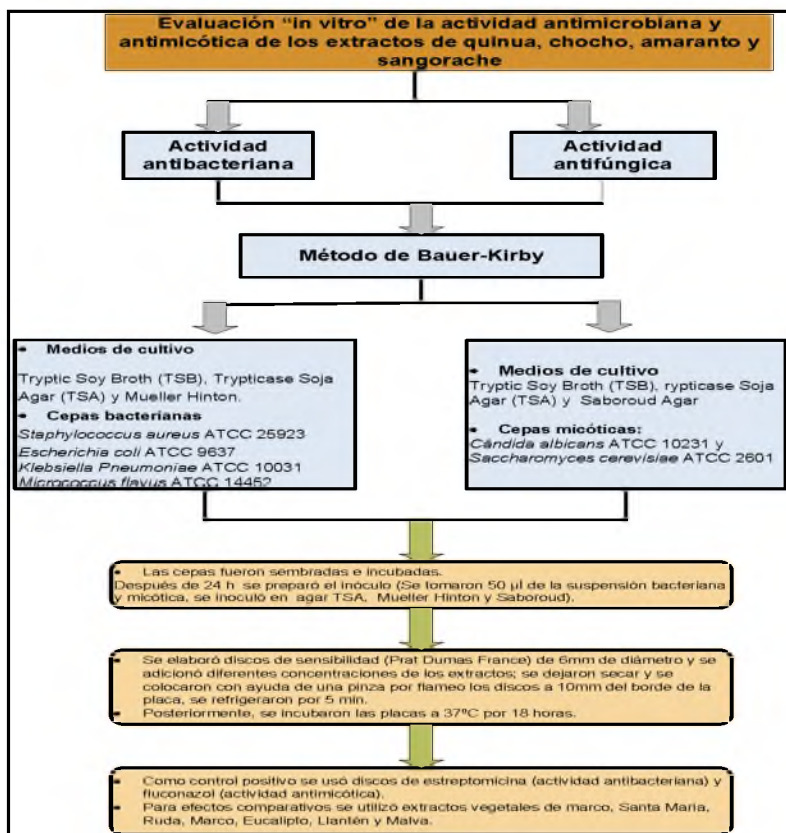 Evaluación “in vitro” de la actividad antimicrobiana y
antimicótica de los extractos de quinua, chocho, amaranto y
sangorache
Actividad
antibacteriana
Actividad
antifúngica
Método de Bauer-Kirby
• Medios de cultivo
Tryptic Soy Broth (TSB), Trypticase Soja
Agar (TSA) y Mueller Hinton.
• Cepas bacterianas
Staphylococcus aureus ATCC 25923
Escherichia coli ATCC 9637
Klebsiella Pneumoniae ATCC 10031
Micrococcus flavus ATCC 14452
• Medios de cultivo
Tryptic Soy Broth (TSB), rypticase Soja
Agar (TSA) y Saboroud Agar
• Cepas micóticas:
Cándida albicans ATCC 10231 y
Saccharomyces cerevisiae ATCC 2601
• Las cepas fueron sembradas e incubadas.
Después de 24 h se preparó el inóculo (Se tomaron 50 µl de la suspensión bacteriana
y micótica, se inoculó en agar TSA, Mueller Hinton y Saboroud).
• Se elaboró discos de sensibilidad (Prat Dumas France) de 6mm de diámetro y se
adicionó diferentes concentraciones de los extractos; se dejaron secar y se
colocaron con ayuda de una pinza por flameo los discos a 10mm del borde de la
placa, se refrigeraron por 5 min.
• Posteriormente, se incubaron las placas a 37ºC por 18 horas.
• Como control positivo se usó discos de estreptomicina (actividad antibacteriana) y
fluconazol (actividad antimicótica).
• Para efectos comparativos se utilizó extractos vegetales de marco, Santa María,
Ruda, Marco, Eucalipto, Llantén y Malva.